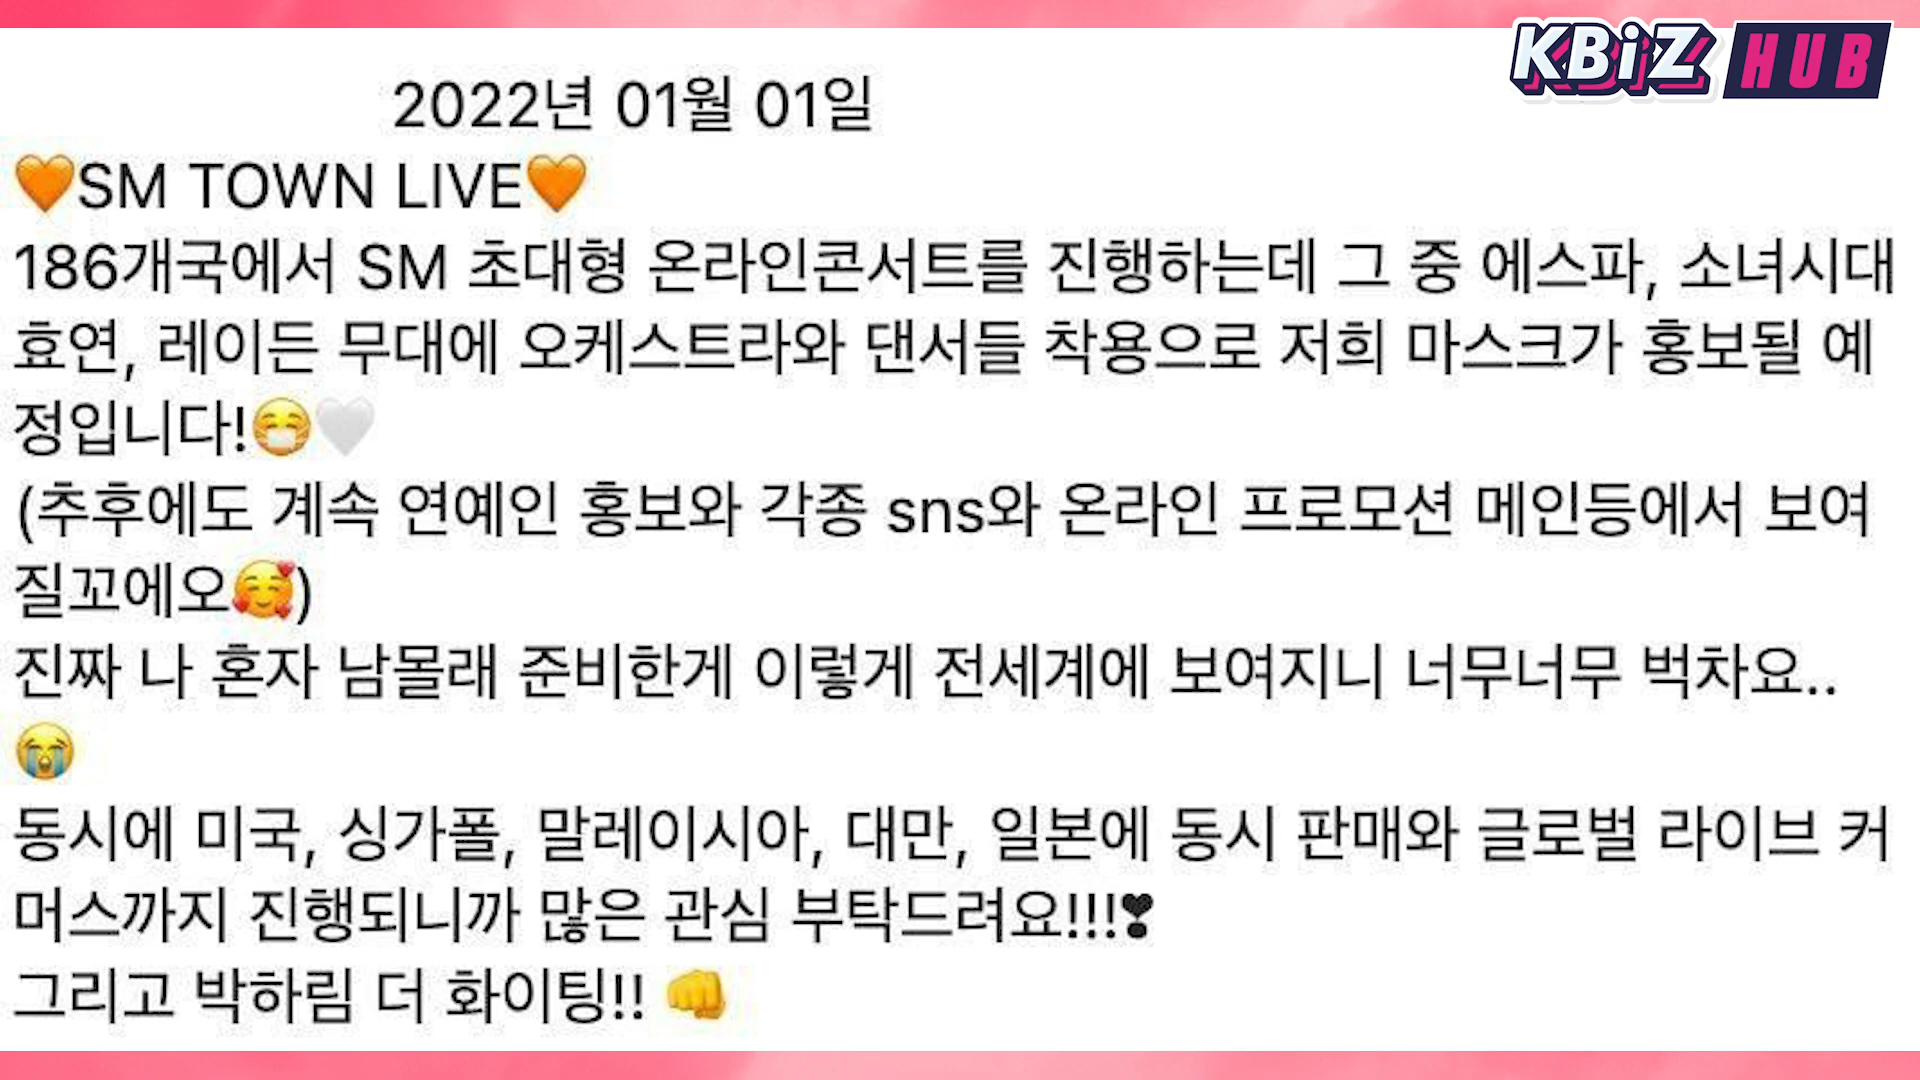 KBiZ HUB
2022년 01월 01일
🧡SM TOWN LIVE🧡
186개국에서 SM 초대형 온라인콘서트를 진행하는데 그 중 에스파, 소녀시대
효연, 레이든 무대에 오케스트라와 댄서들 착용으로 저희 마스크가 홍보될 예
정입니다!😷🤍
(추후에도 계속 연예인 홍보와 각종 sns와 온라인 프로모션 메인등에서 보여
질꼬에오🥰)
진짜 나 혼자 남몰래 준비한게 이렇게 전세계에 보여지니 너무너무 벅차요..
😭
동시에 미국, 싱가폴, 말레이시아, 대만, 일본에 동시 판매와 글로벌 라이브 커
머스까지 진행되니까 많은 관심 부탁드려요!!!❣
그리고 박하림 더 화이팅!! 👊